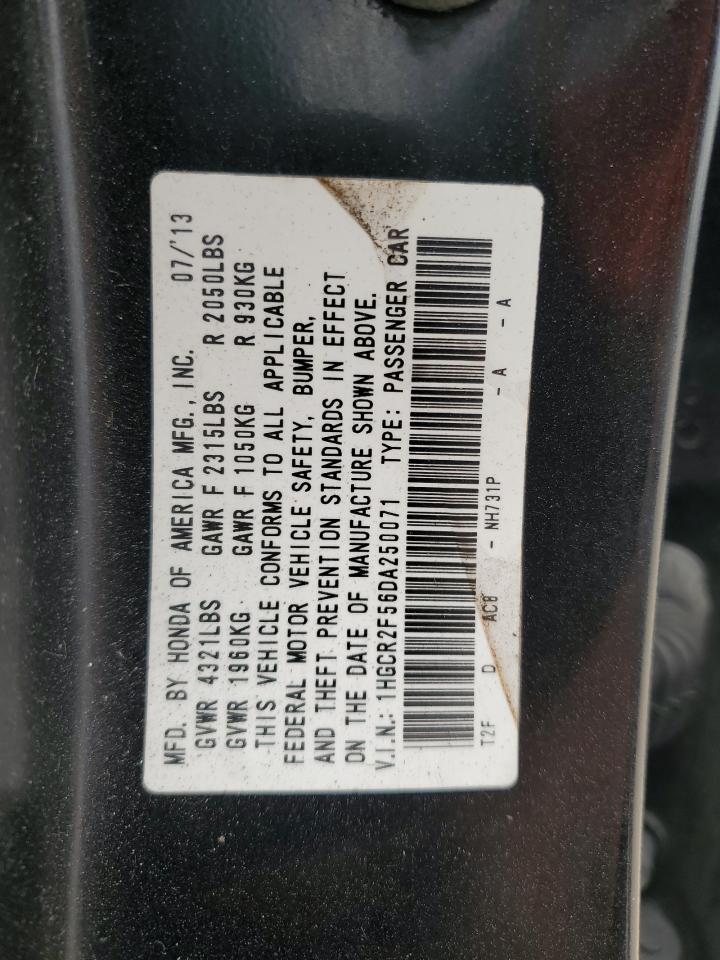 MFD. BY HONDA OF AMERICA MFG., INC. 07/'13
GVWR 4321LBS GAWR F 2315LBS R 2050LBS
GVWR 1960KG GAWR F 1050KG R 930KG
THIS VEHICLE CONFORMS TO ALL APPLICABLE
FEDERAL MOTOR VEHICLE SAFETY, BUMPER,
AND THEFT PREVENTION STANDARDS IN EFFECT
ON THE DATE OF MANUFACTURE SHOWN ABOVE.
V.I.N.: 1HGCR2F56DA250071 TYPE: PASSENGER CAR
T2F D AC8 - NH731P - A - A